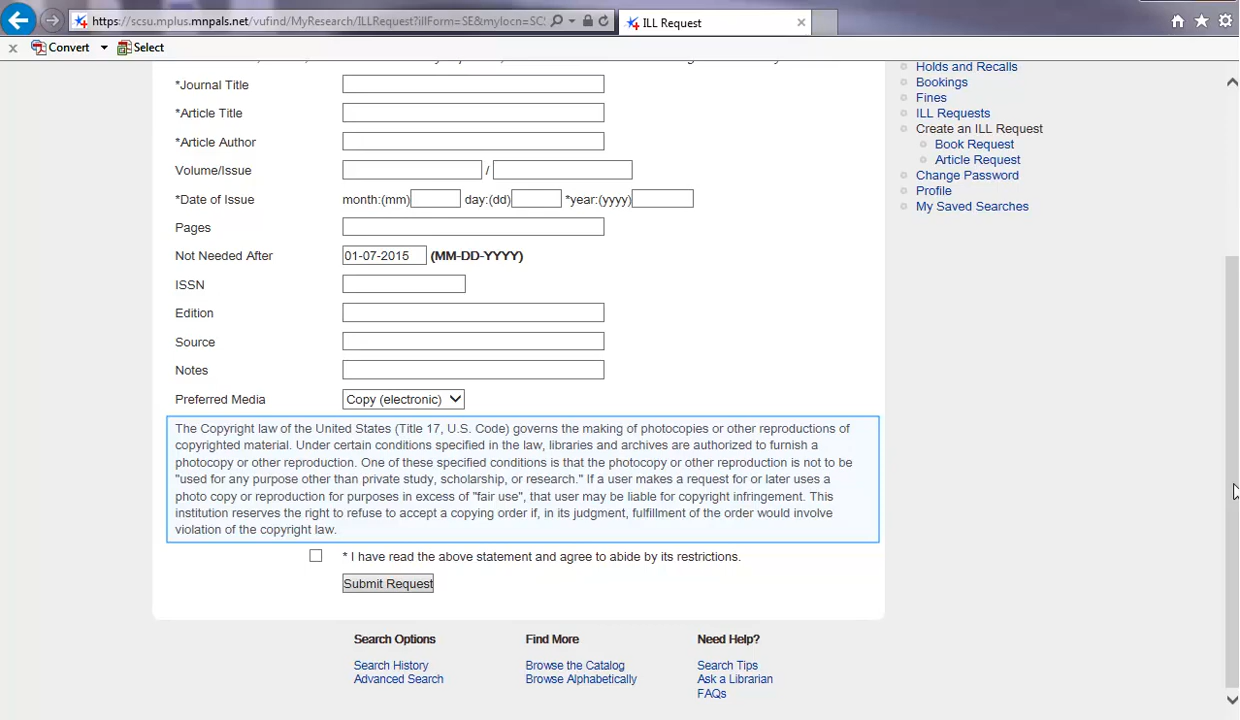 https://scsu.mplus.mnpals.net/vufind/MyResearch/ILLRequest?illForm=SE&mylocn=SC
ILL Request
Convert
Select
*Journal Title
*Article Title
*Article Author
Volume/Issue /
*Date of Issue month:(mm) day:(dd) *year:(yyyy)
Pages
Not Needed After 01-07-2015 (MM-DD-YYYY)
ISSN
Edition
Source
Notes
Preferred Media Copy (electronic)
The Copyright law of the United States (Title 17, U.S. Code) governs the making of photocopies or other reproductions of
copyrighted material. Under certain conditions specified in the law, libraries and archives are authorized to furnish a
photocopy or other reproduction. One of these specified conditions is that the photocopy or other reproduction is not to be
"used for any purpose other than private study, scholarship, or research." If a user makes a request for or later uses a
photo copy or reproduction for purposes in excess of "fair use", that user may be liable for copyright infringement. This
institution reserves the right to refuse to accept a copying order if, in its judgment, fulfillment of the order would involve
violation of the copyright law.
* I have read the above statement and agree to abide by its restrictions.
Submit Request
Holds and Recalls
Bookings
Fines
ILL Requests
Create an ILL Request
Book Request
Article Request
Change Password
Profile
My Saved Searches
Search Options
Search History
Advanced Search
Find More
Browse the Catalog
Browse Alphabetically
Need Help?
Search Tips
Ask a Librarian
FAQs